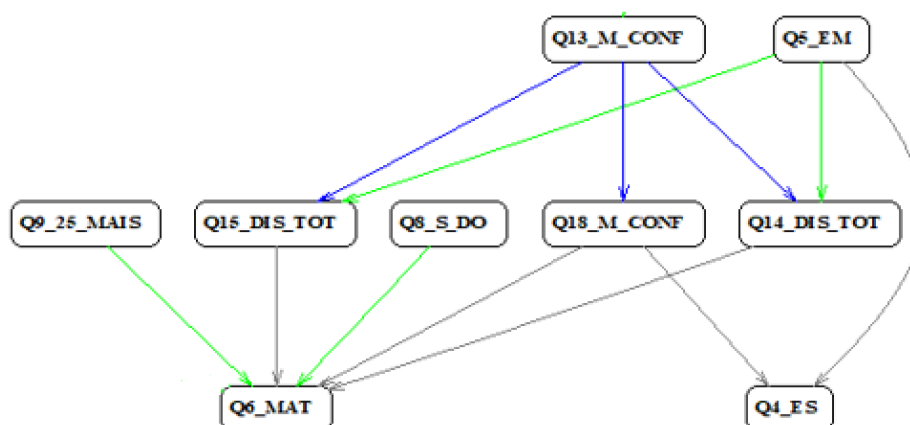 Q13_M_CONF
Q5_EM
Q9_25_MAIS
Q15_DIS_TOT
Q8_S_DO
Q18_M_CONF
Q14_DIS_TOT
Q6_MAT
Q4_ES